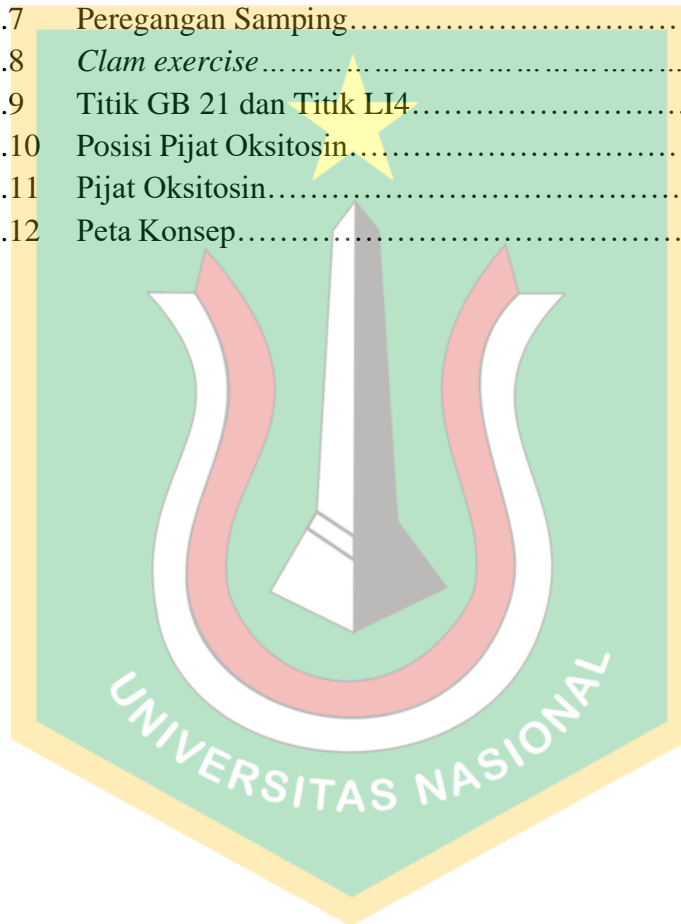 .7 Peregangan Samping................................
.8 Clam exercise................................
.9 Titik GB 21 dan Titik LI4................................
.10 Posisi Pijat Oksitosin................................
.11 Pijat Oksitosin................................
.12 Peta Konsep................................
UNIVERSITAS NASIONAL